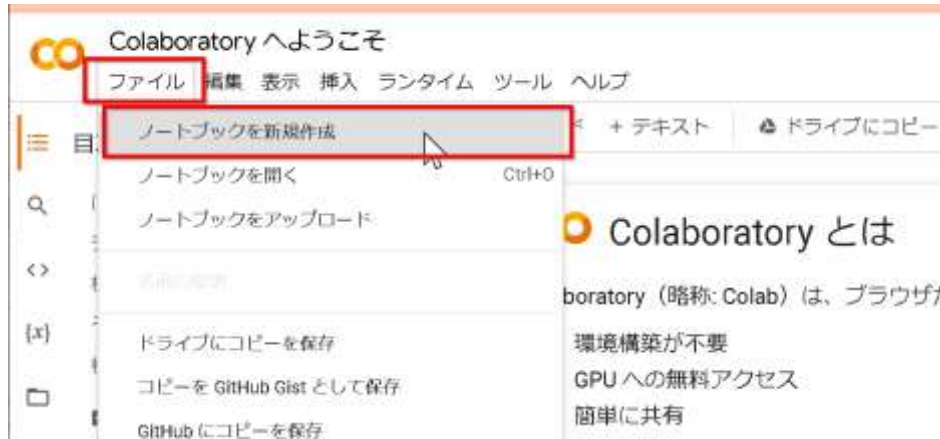 Colaboratory へようこそ
ファイル 編集 表示 挿入 ランタイム ツール ヘルプ
ノートブックを新規作成
+ テキスト ドライブにコピー
ノートブックを開く Ctrl+O
ノートブックをアップロード
Colaboratory とは
boratory（略称: Colab）は、ブラウザか
{x}
ドライブにコピーを保存
環境構築が不要
コピーを GitHub Gist として保存
GPU への無料アクセス
簡単に共有
GitHub にコピーを保存